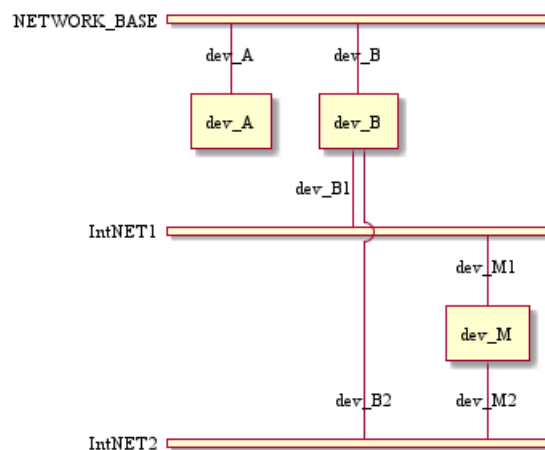 NETWORK_BASE
dev_A
dev_B
dev_A
dev_B
dev_B1
IntNET1
dev_M1
dev_M
dev_B2
dev_M2
IntNET2